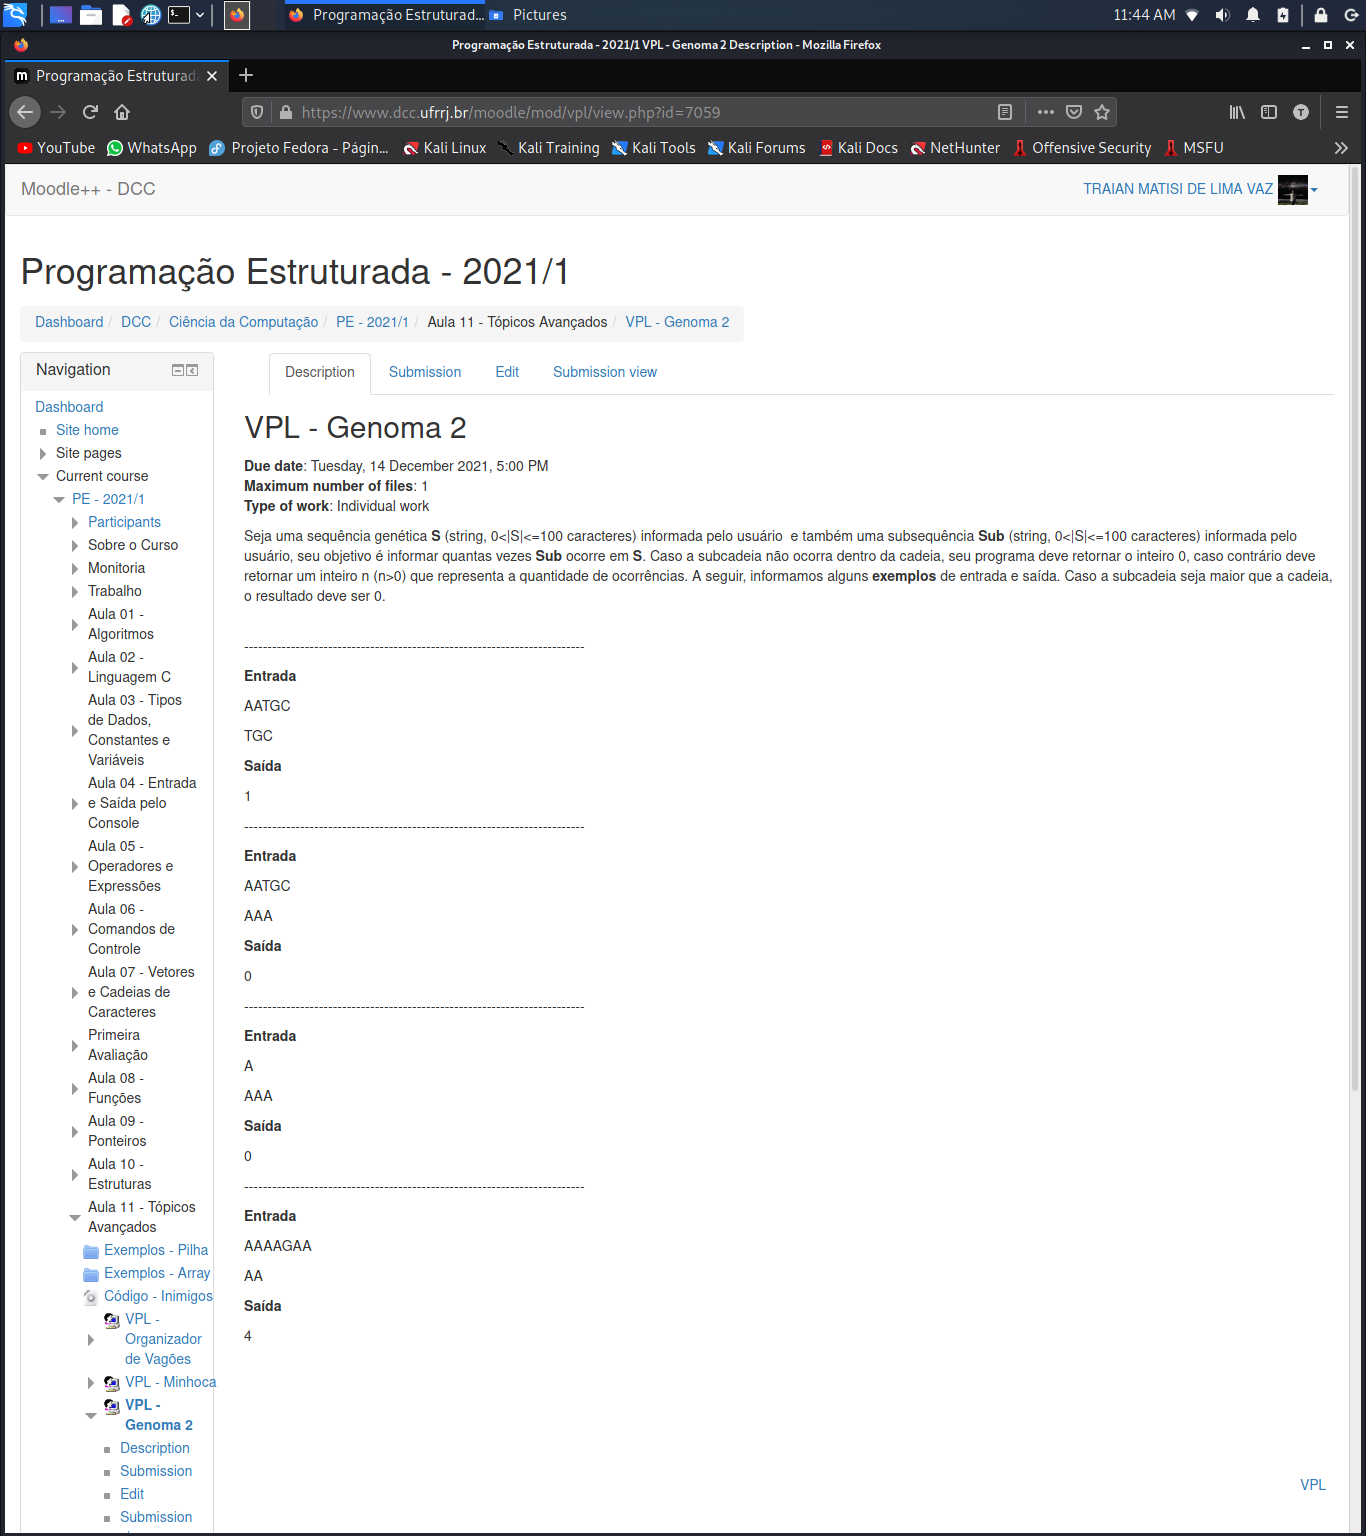 Programação Estruturad... Pictures 11:44 AM
Programação Estruturada - 2021/1 VPL - Genoma 2 Description - Mozilla Firefox
Programação Estruturada
https://www.dcc.ufrrj.br/moodle/mod/vpl/view.php?id=7059
YouTube WhatsApp Projeto Fedora - Págin... Kali Linux Kali Training Kali Tools Kali Forums Kali Docs NetHunter Offensive Security MSFU
Moodle++ - DCC TRAIAN MATISI DE LIMA VAZ
Programação Estruturada - 2021/1
Dashboard / DCC / Ciência da Computação / PE - 2021/1 / Aula 11 - Tópicos Avançados / VPL - Genoma 2
Navigation
Dashboard
Site home
Site pages
Current course
PE - 2021/1
Participants
Sobre o Curso
Monitoria
Trabalho
Aula 01 -
Algoritmos
Aula 02 -
Linguagem C
Aula 03 - Tipos
de Dados,
Constantes e
Variáveis
Aula 04 - Entrada
e Saída pelo
Console
Aula 05 -
Operadores e
Expressões
Aula 06 -
Comandos de
Controle
Aula 07 - Vetores
e Cadeias de
Caracteres
Primeira
Avaliação
Aula 08 -
Funções
Aula 09 -
Ponteiros
Aula 10 -
Estruturas
Aula 11 - Tópicos
Avançados
Exemplos - Pilha
Exemplos - Array
Código - Inimigos
VPL -
Organizador
de Vagões
VPL - Minhoca
VPL -
Genoma 2
Description
Submission
Edit
Submission
Description Submission Edit Submission view
VPL - Genoma 2
Due date: Tuesday, 14 December 2021, 5:00 PM
Maximum number of files: 1
Type of work: Individual work
Seja uma sequência genética S (string, 0<|S|<=100 caracteres) informada pelo usuário e também uma subsequência Sub (string, 0<|S|<=100 caracteres) informada pelo
usuário, seu objetivo é informar quantas vezes Sub ocorre em S. Caso a subcadeia não ocorra dentro da cadeia, seu programa deve retornar o inteiro 0, caso contrário deve
retornar um inteiro n (n>0) que representa a quantidade de ocorrências. A seguir, informamos alguns exemplos de entrada e saída. Caso a subcadeia seja maior que a cadeia,
o resultado deve ser 0.
-------------------------------------------------------------------------
Entrada
AATGC
TGC
Saída
1
-------------------------------------------------------------------------
Entrada
AATGC
AAA
Saída
0
-------------------------------------------------------------------------
Entrada
A
AAA
Saída
0
-------------------------------------------------------------------------
Entrada
AAAAGAA
AA
Saída
4
VPL